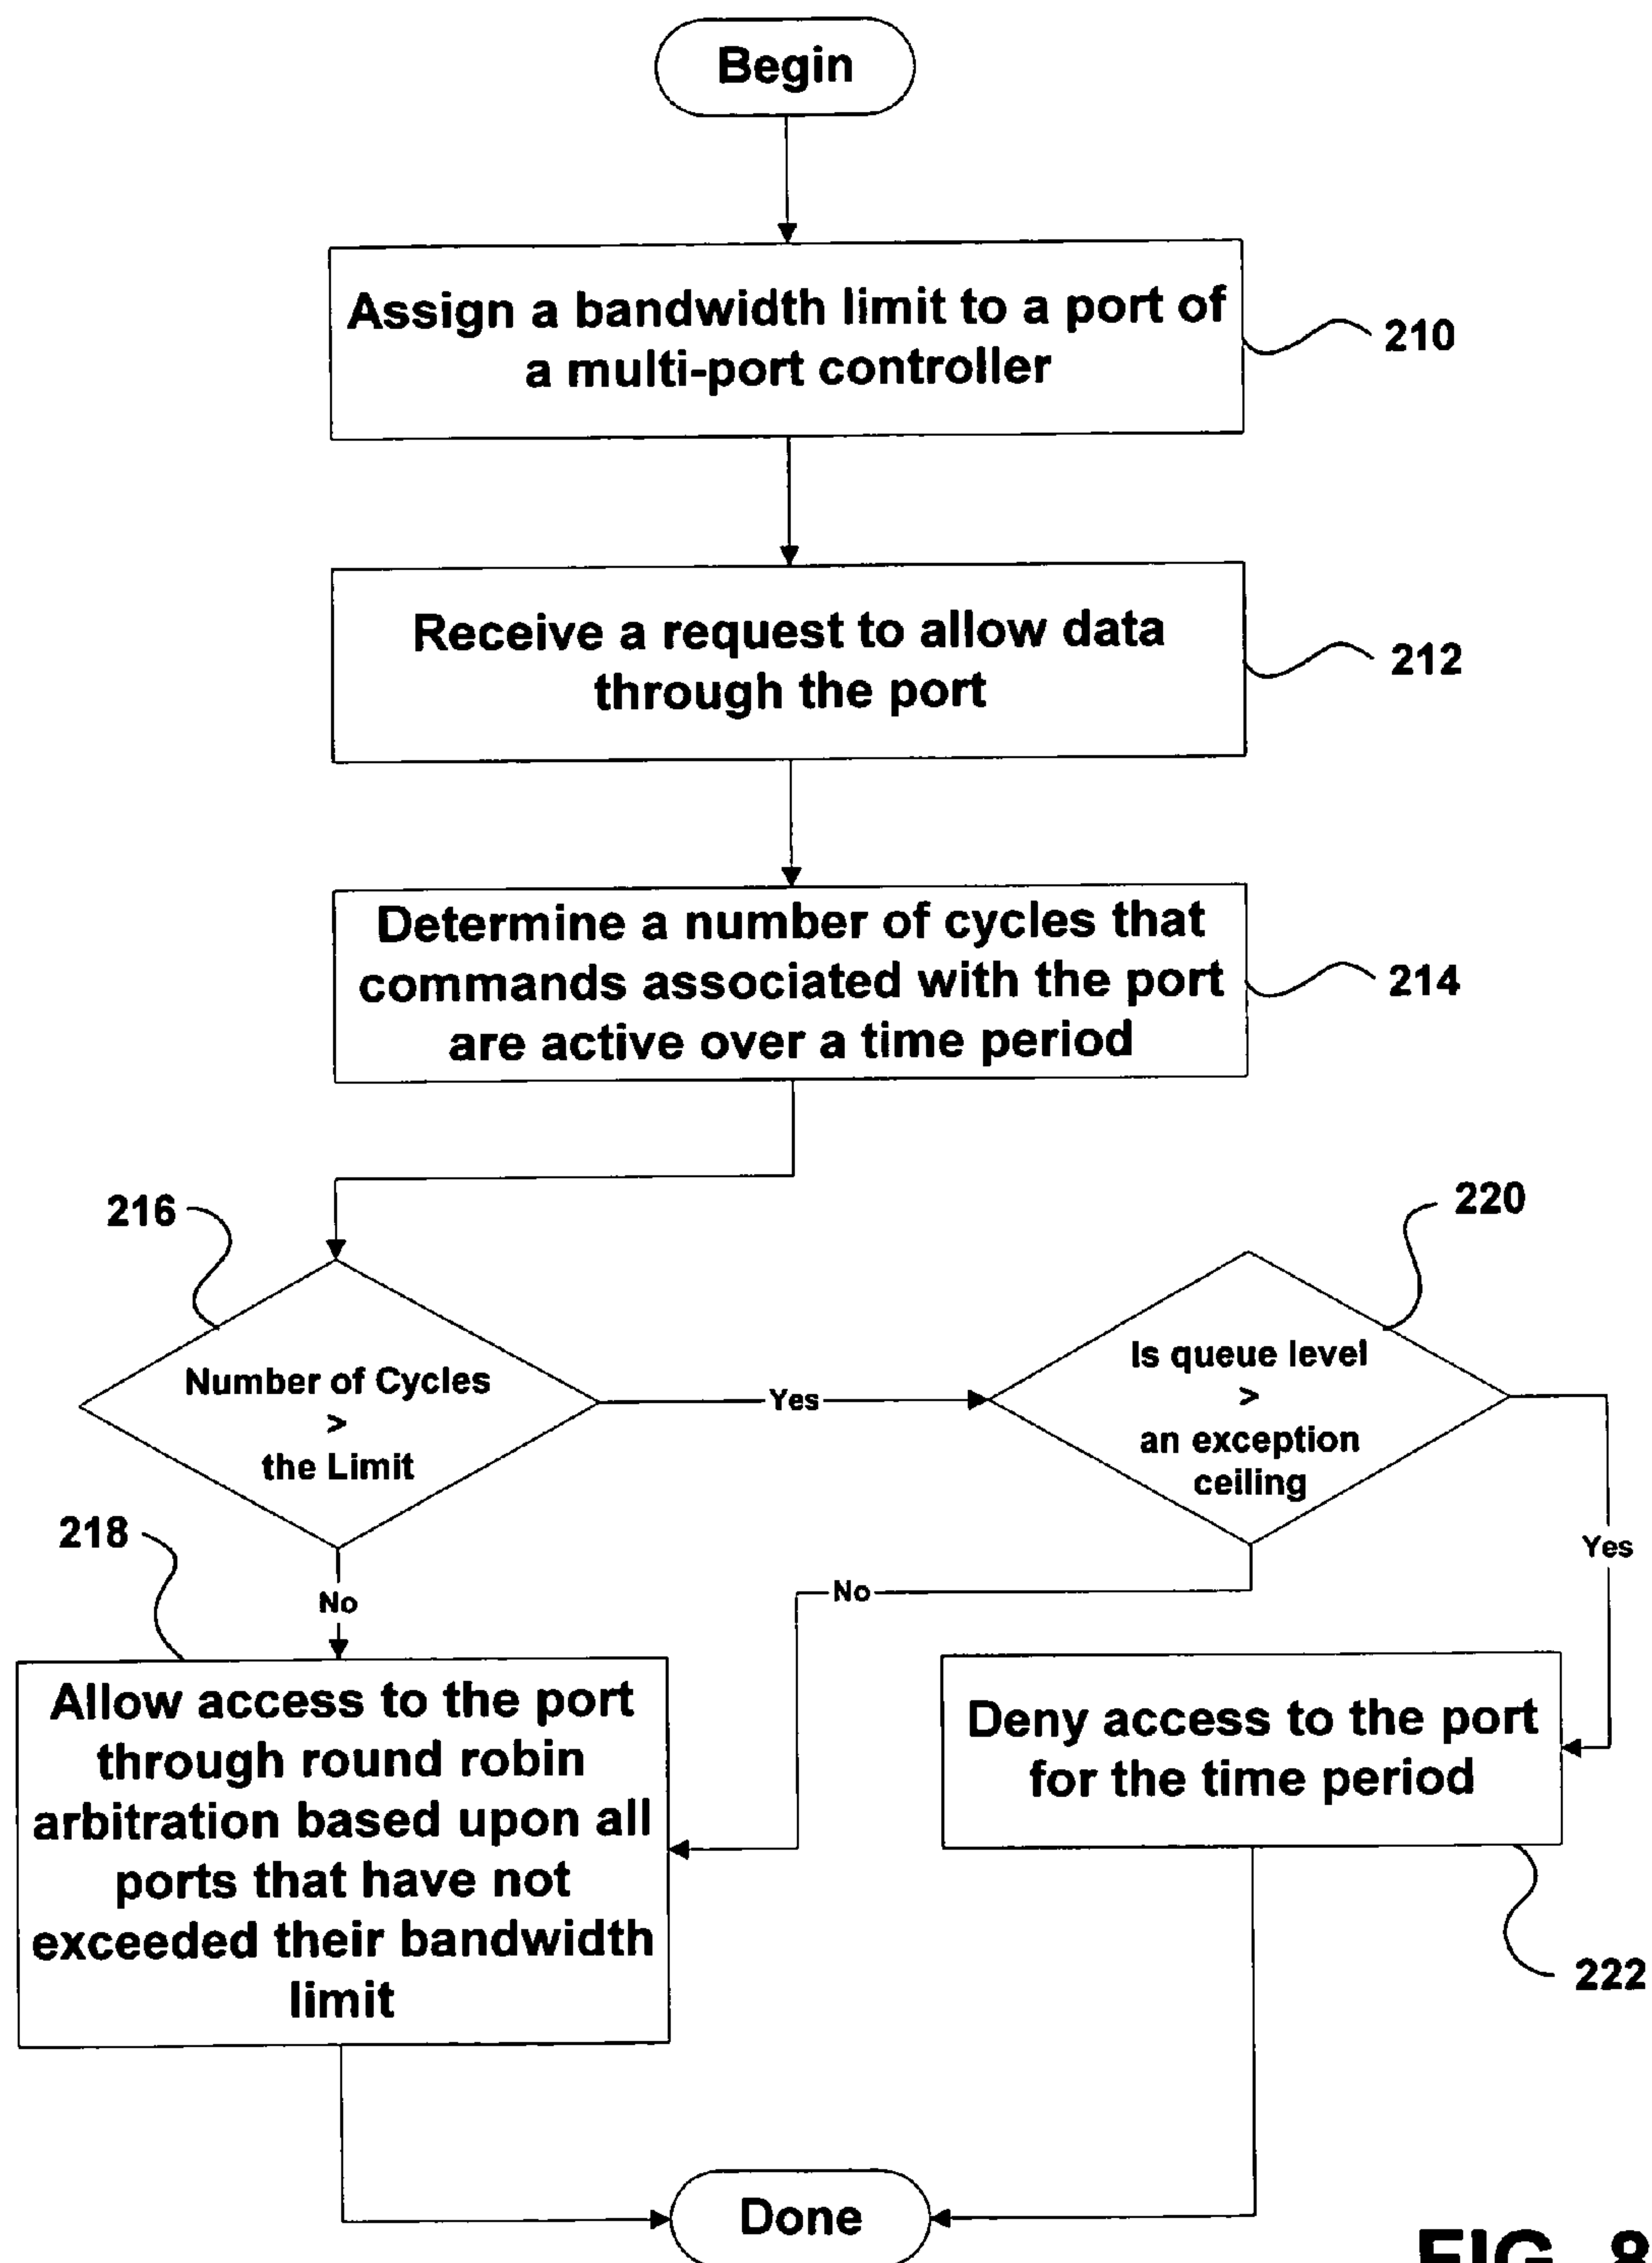 Begin
Assign a bandwidth limit to a port of
a multi-port controller
210
Receive a request to allow data
through the port
212
Determine a number of cycles that
commands associated with the port
are active over a time period
214
216
Number of Cycles
>
the Limit
Yes
220
Is queue level
>
an exception
ceiling
Yes
No
No
218
Allow access to the port
through round robin
arbitration based upon all
ports that have not
exceeded their bandwidth
limit
Deny access to the port
for the time period
222
Done
FIG. 8